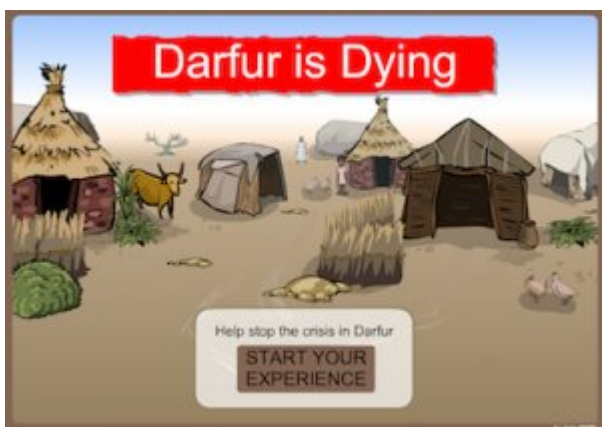 Darfur is Dying
Help stop the crisis in Darfur
START YOUR
EXPERIENCE